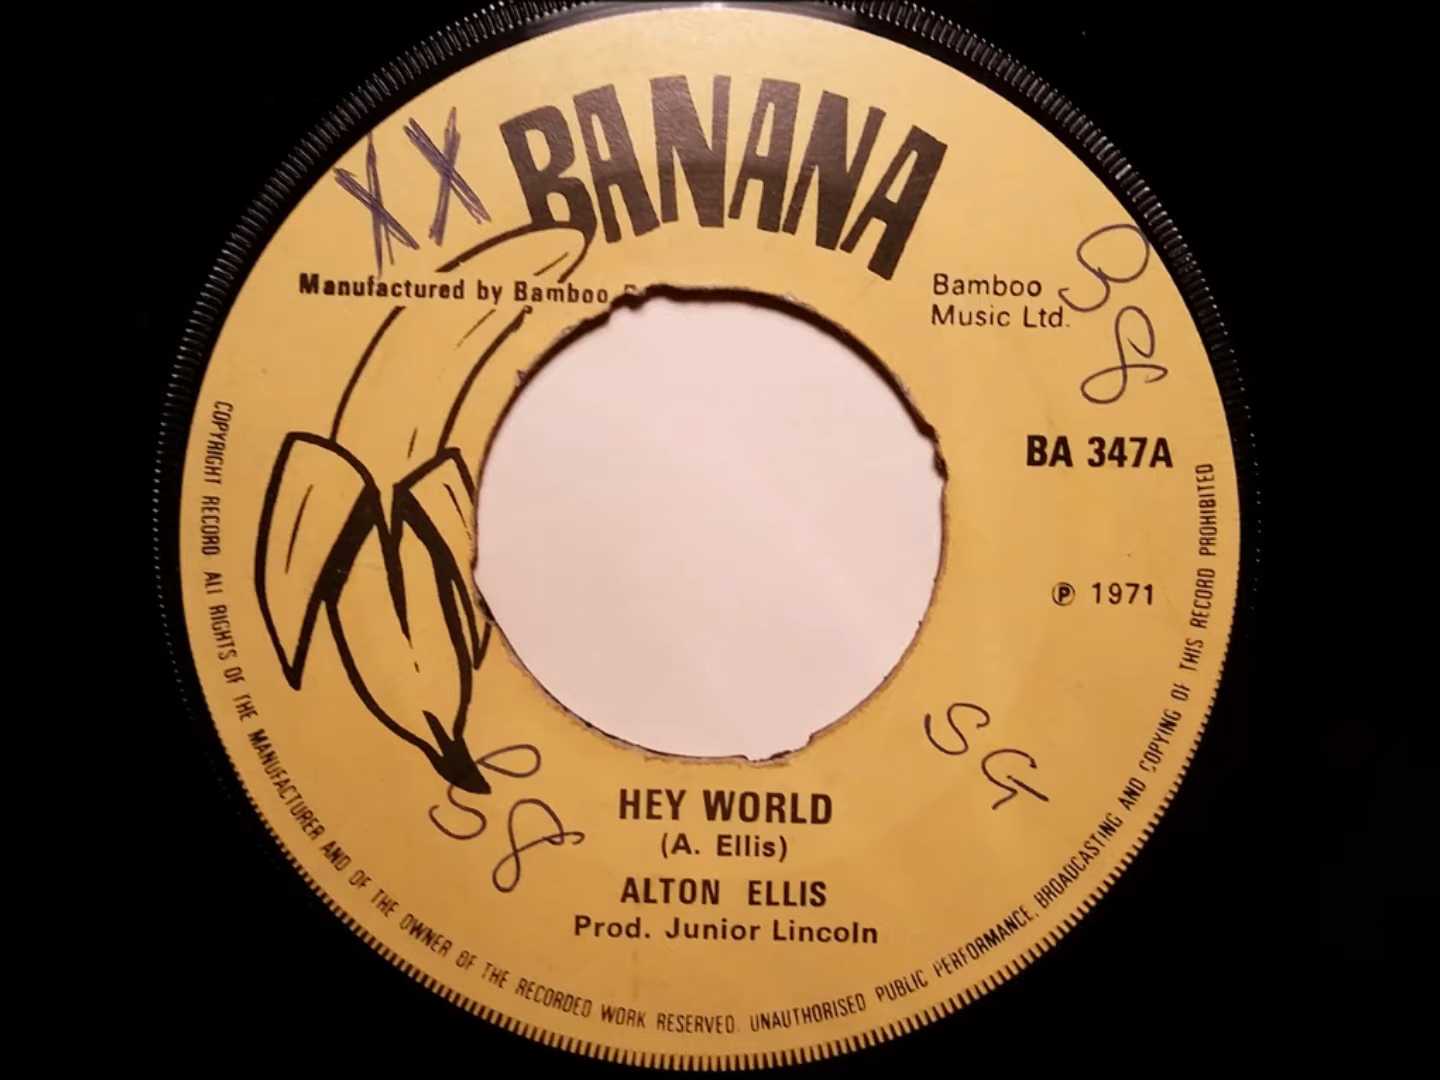 XX
BANANA
Manufactured by Bamboo
Bamboo
Music Ltd.
BA 347A
℗ 1971
SG
HEY WORLD
(A. Ellis)
ALTON ELLIS
Prod. Junior Lincoln
COPYRIGHT RECORD ALL RIGHTS OF THE MANUFACTURER AND OF THE OWNER OF THE RECORDED WORK RESERVED. UNAUTHORISED PUBLIC PERFORMANCE, BROADCASTING AND COPYING OF THIS RECORD PROHIBITED